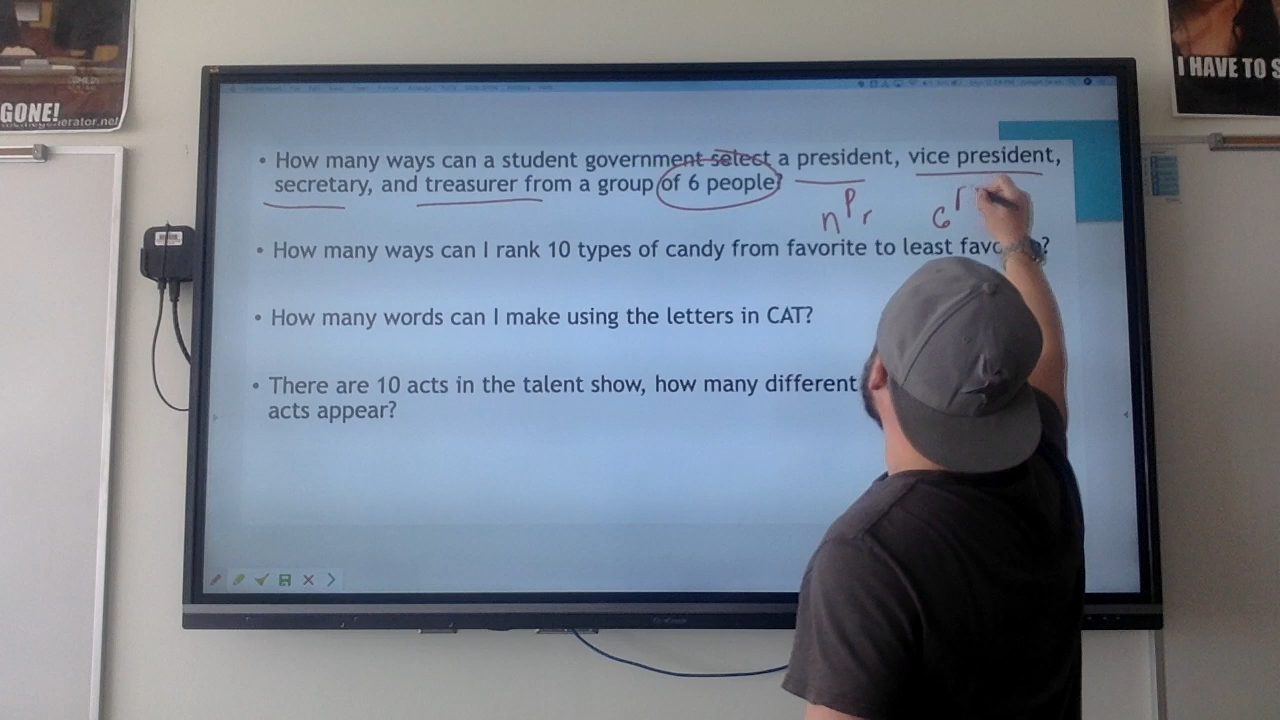 GONE!
erator.net
I HAVE TO
• How many ways can a student government select a president, vice president,
secretary, and treasurer from a group of 6 people?
nPr
6
• How many ways can I rank 10 types of candy from favorite to least
• How many words can I make using the letters in CAT?
• There are 10 acts in the talent show, how many different
acts appear?